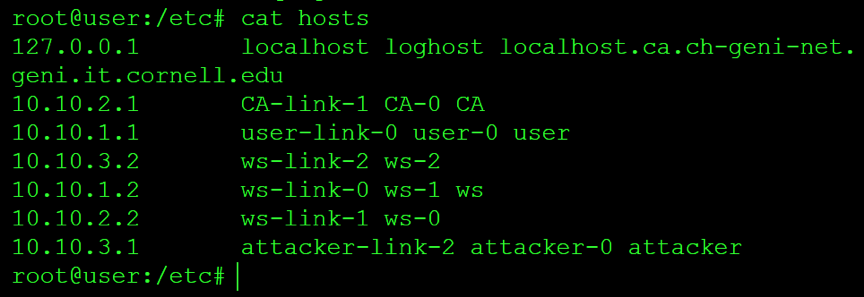 root@user:/etc# cat hosts
127.0.0.1       localhost loghost localhost.ca.ch-geni-net.
geni.it.cornell.edu
10.10.2.1       CA-link-1 CA-0 CA
10.10.1.1       user-link-0 user-0 user
10.10.3.2       ws-link-2 ws-2
10.10.1.2       ws-link-0 ws-1 ws
10.10.2.2       ws-link-1 ws-0
10.10.3.1       attacker-link-2 attacker-0 attacker
root@user:/etc#